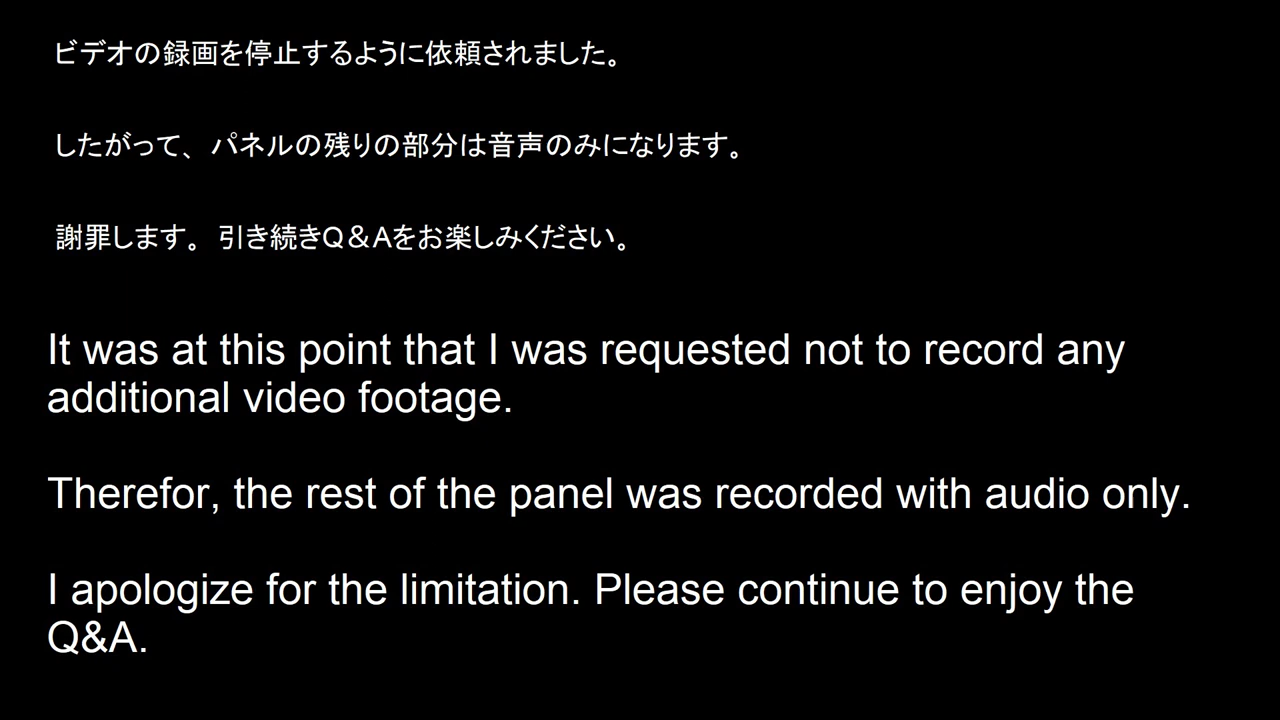 ビデオの録画を停止するように依頼されました。
したがって、パネルの残りの部分は音声のみになります。
謝罪します。引き続きQ＆Aをお楽しみください。
It was at this point that I was requested not to record any
additional video footage.
Therefor, the rest of the panel was recorded with audio only.
I apologize for the limitation. Please continue to enjoy the
Q&A.